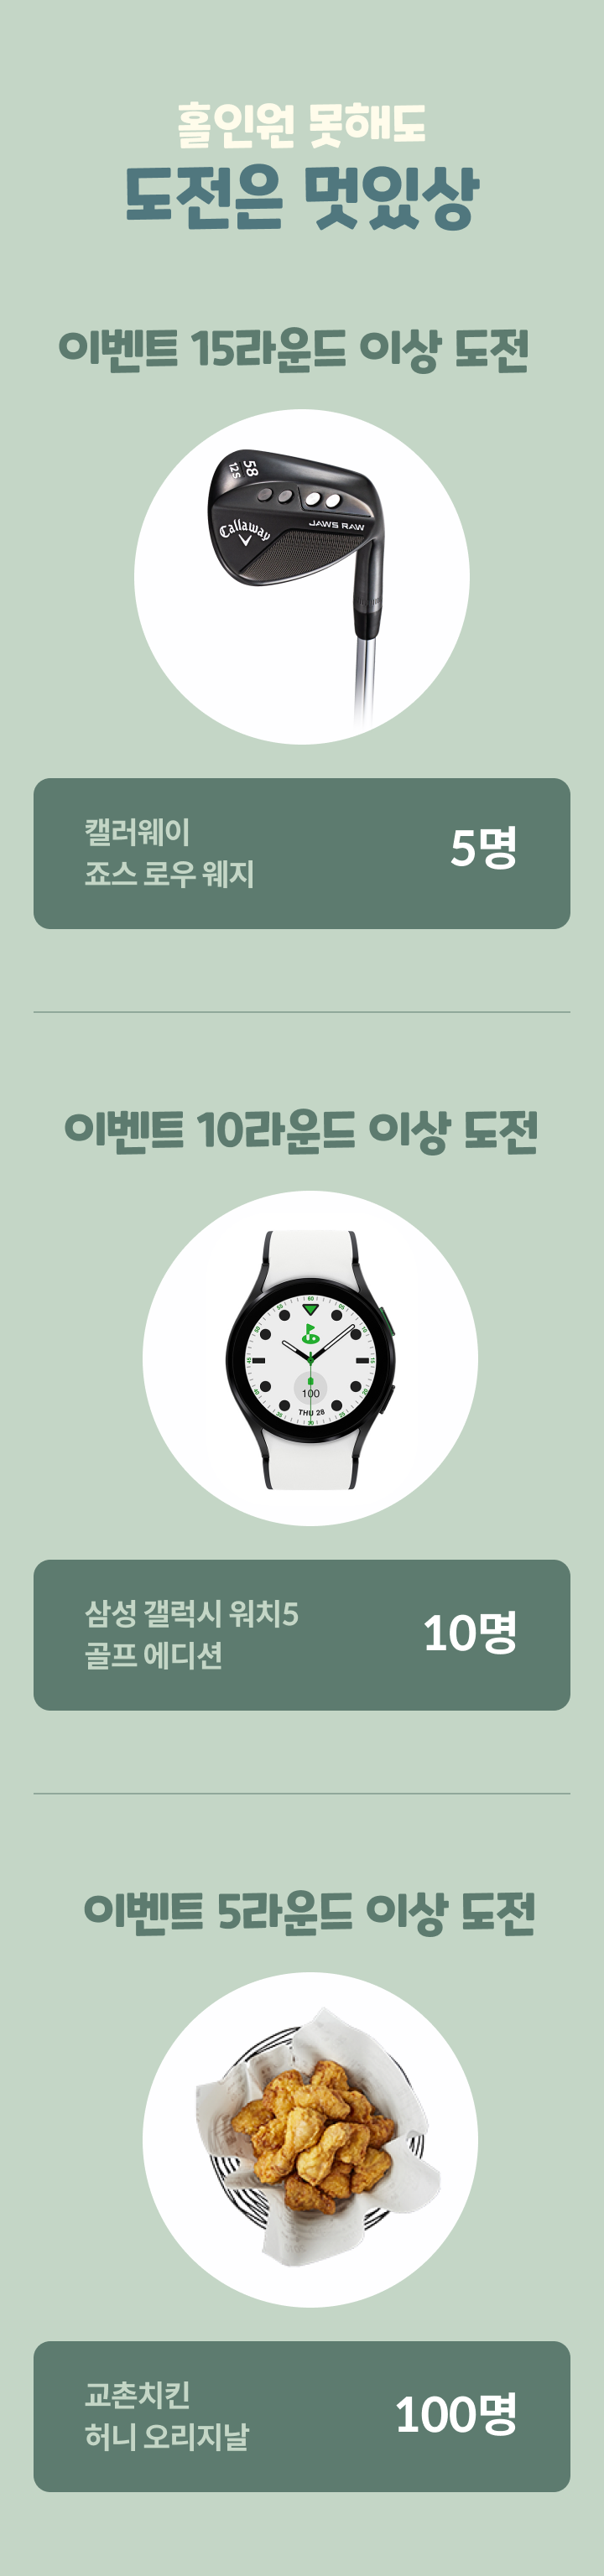 홀인원 못해도
도전은 멋있상
이벤트 15라운드 이상 도전
58
12 S
Callaway
JAWS RAW
캘러웨이
죠스 로우 웨지
5명
이벤트 10라운드 이상 도전
60
100
THU 28
삼성 갤럭시 워치5
골프 에디션
10명
이벤트 5라운드 이상 도전
교촌치킨
허니 오리지날
100명